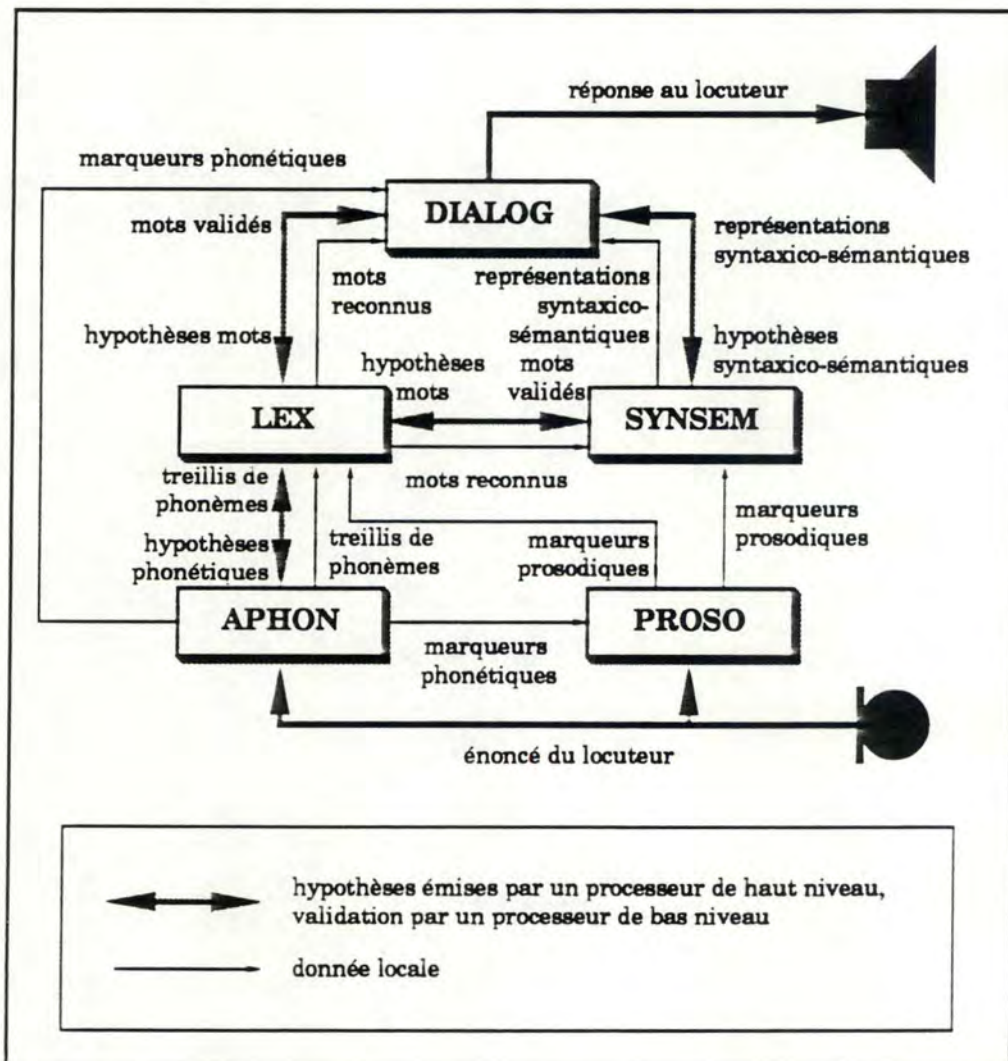 réponse au locuteur
marqueurs phonétiques
DIALOG
mots validés
représentations
syntaxico-sémantiques
mots
reconnus
représentations
syntaxico-
sémantiques
hypothèses mots
hypothèses
syntaxico-sémantiques
hypothèses
mots
mots
validés
LEX
SYNSEM
mots reconnus
treillis de
phonèmes
marqueurs
prosodiques
hypothèses
phonétiques
treillis de
phonèmes
marqueurs
prosodiques
APHON
PROSO
marqueurs
phonétiques
énoncé du locuteur
hypothèses émises par un processeur de haut niveau,
validation par un processeur de bas niveau
donnée locale